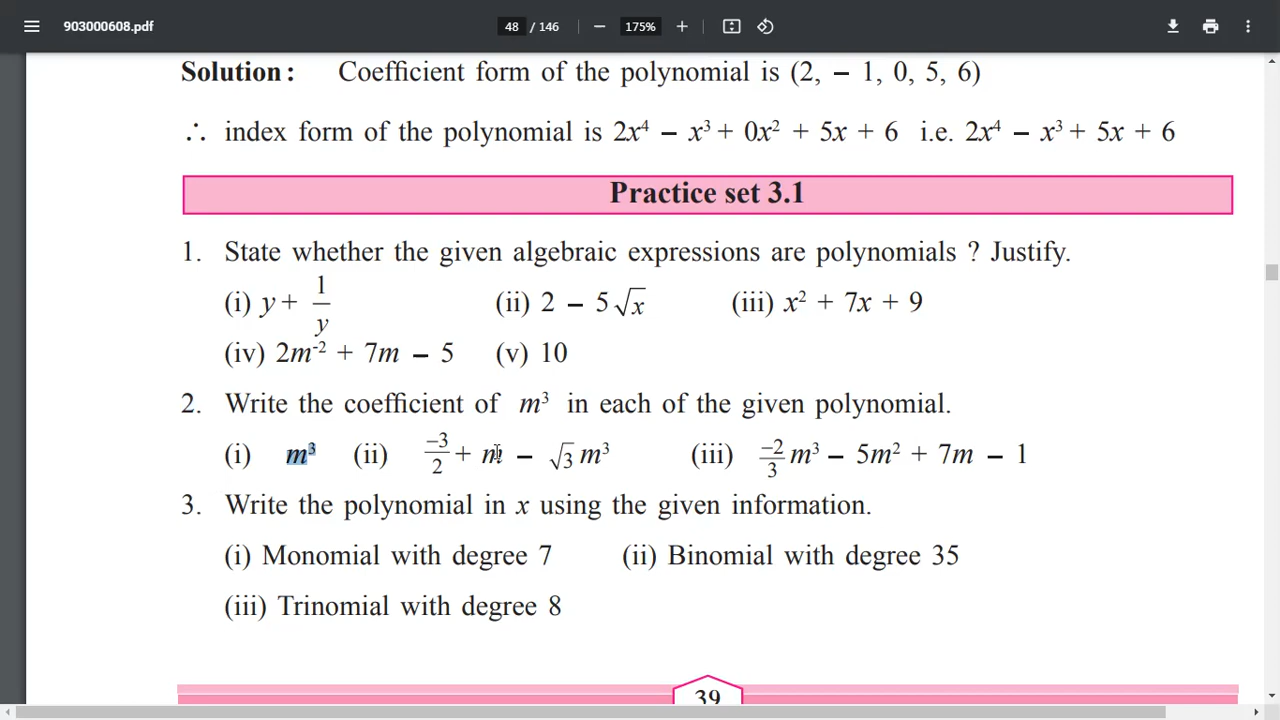 903000608.pdf 48 / 146 − 175% +
Solution : Coefficient form of the polynomial is (2, − 1, 0, 5, 6)
∴ index form of the polynomial is 2x⁴ − x³ + 0x² + 5x + 6 i.e. 2x⁴ − x³ + 5x + 6
Practice set 3.1
1. State whether the given algebraic expressions are polynomials ? Justify.
(i) y + 1/y (ii) 2 − 5√x (iii) x² + 7x + 9
(iv) 2m⁻² + 7m − 5 (v) 10
2. Write the coefficient of m³ in each of the given polynomial.
(i) m³ (ii) −3/2 + m − √3 m³ (iii) −2/3 m³ − 5m² + 7m − 1
3. Write the polynomial in x using the given information.
(i) Monomial with degree 7 (ii) Binomial with degree 35
(iii) Trinomial with degree 8
39